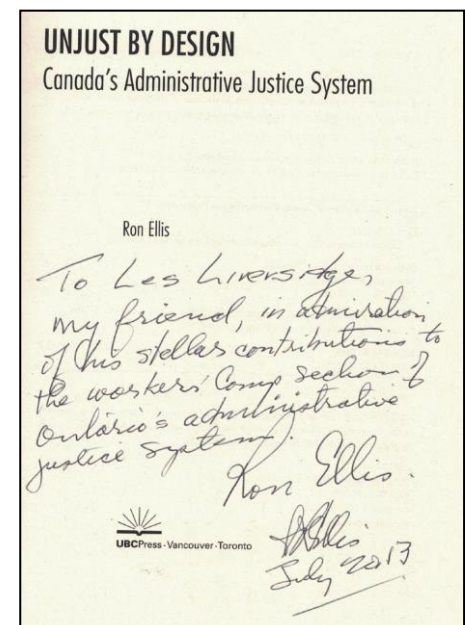 UNJUST BY DESIGN
Canada's Administrative Justice System
Ron Ellis
To Les Liversidge,
my friend, in admiration
of his stellar contributions to
the workers' Comp section of
Ontario's administrative
justice system.
Ron Ellis.
UBCPress · Vancouver · Toronto
July 2013